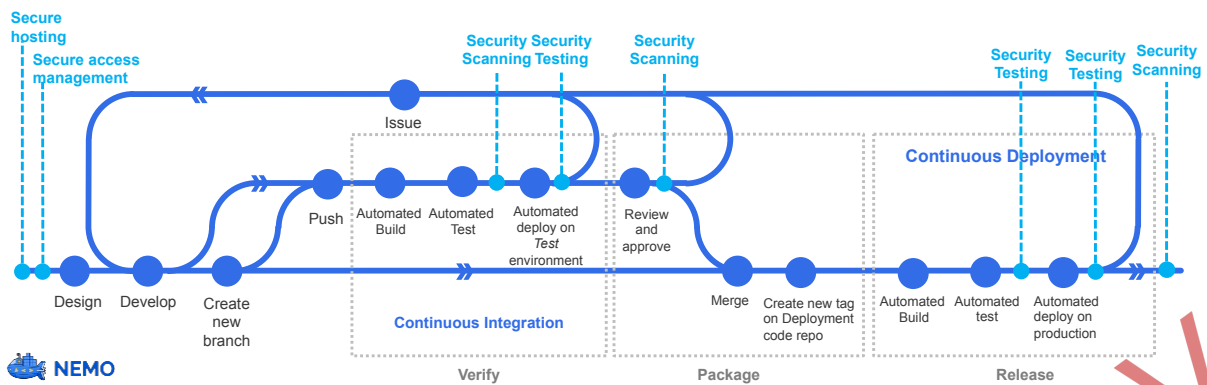 Secure
hosting
Secure access
management
Security
Scanning
Security
Testing
Security
Scanning
Security
Testing
Security
Testing
Security
Scanning
Issue
Continuous Deployment
Push
Automated
Build
Automated
Test
Automated
deploy on
Test
environment
Review
and
approve
Design
Develop
Create
new
branch
Merge
Create new tag
on Deployment
code repo
Automated
Build
Automated
test
Automated
deploy on
production
Continuous Integration
NEMO
Verify
Package
Release